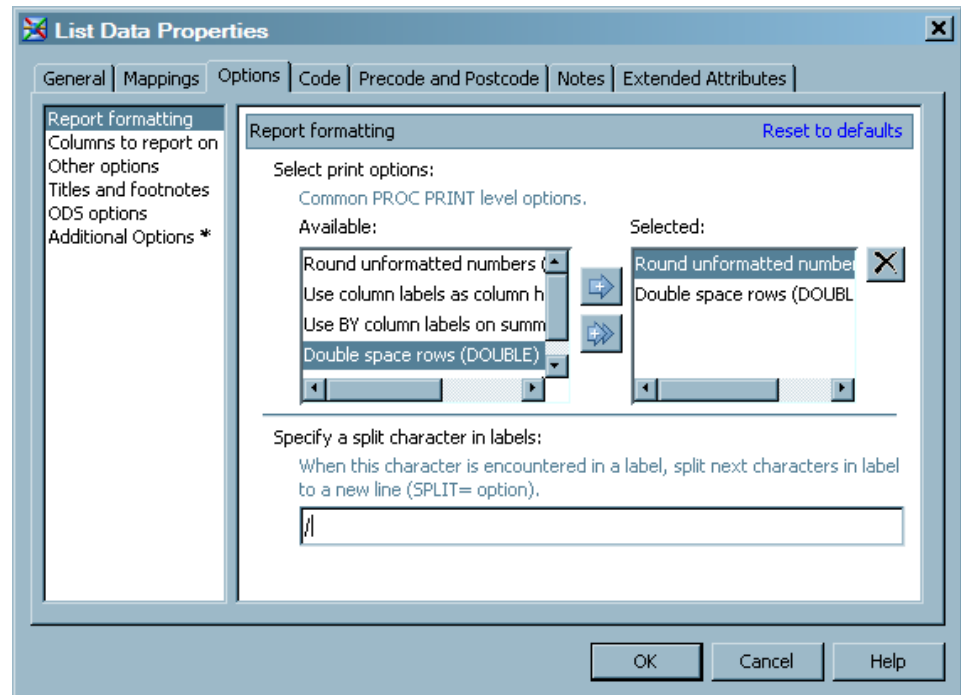 List Data Properties
General Mappings Options Code Precode and Postcode Notes Extended Attributes
Report formatting
Columns to report on
Other options
Titles and footnotes
ODS options
Additional Options *
Report formatting Reset to defaults
Select print options:
Common PROC PRINT level options.
Available: Selected:
Round unformatted numbers (
Use column labels as column h
Use BY column labels on summ
Double space rows (DOUBLE)
Round unformatted number
Double space rows (DOUBL
Specify a split character in labels:
When this character is encountered in a label, split next characters in label
to a new line (SPLIT= option).
/
OK Cancel Help